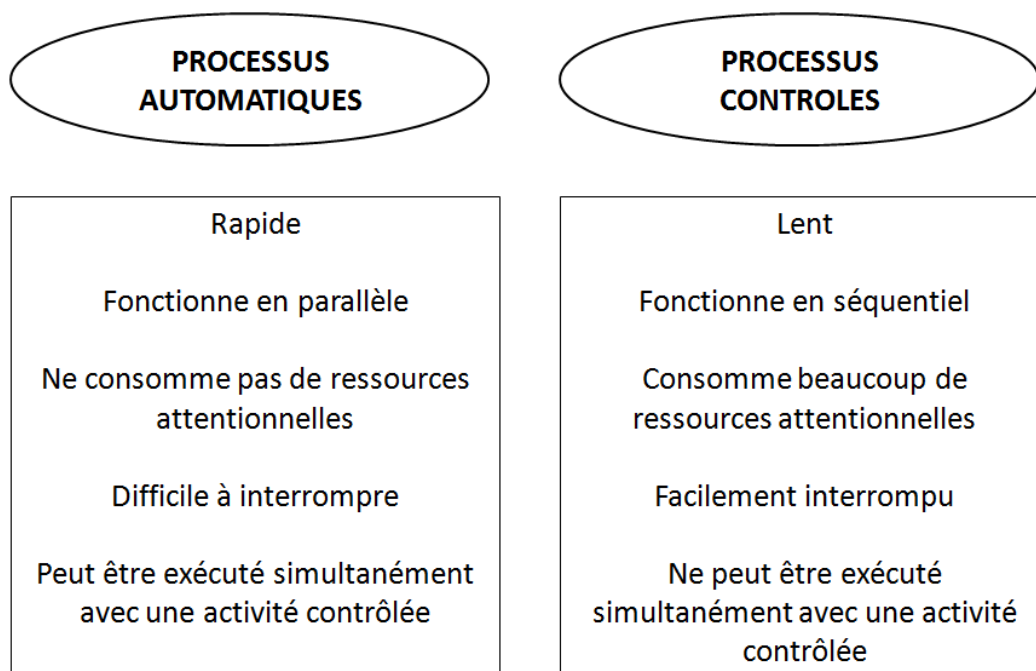 PROCESSUS
AUTOMATIQUES
Rapide
Fonctionne en parallèle
Ne consomme pas de ressources
attentionnelles
Difficile à interrompre
Peut être exécuté simultanément
avec une activité contrôlée
PROCESSUS
CONTROLES
Lent
Fonctionne en séquentiel
Consomme beaucoup de
ressources attentionnelles
Facilement interrompu
Ne peut être exécuté
simultanément avec une activité
contrôlée